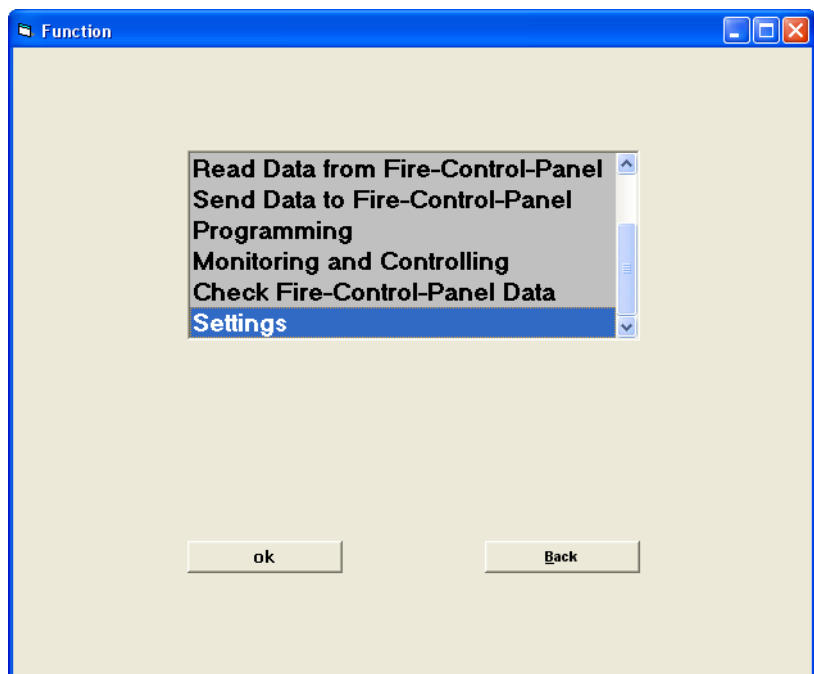 Function
Read Data from Fire-Control-Panel
Send Data to Fire-Control-Panel
Programming
Monitoring and Controlling
Check Fire-Control-Panel Data
Settings
ok
Back